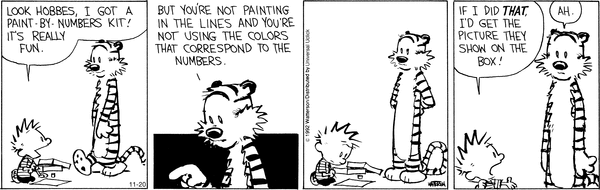 LOOK HOBBES, I GOT A
PAINT-BY-NUMBERS KIT!
IT'S REALLY
FUN.
11-20
BUT YOU'RE NOT PAINTING
IN THE LINES AND YOU'RE
NOT USING THE COLORS
THAT CORRESPOND TO THE
NUMBERS.
© 1992 Watterson/Distributed by Universal Uclick
WATTERSON
IF I DID THAT,
I'D GET THE
PICTURE THEY
SHOW ON THE
BOX!
AH.